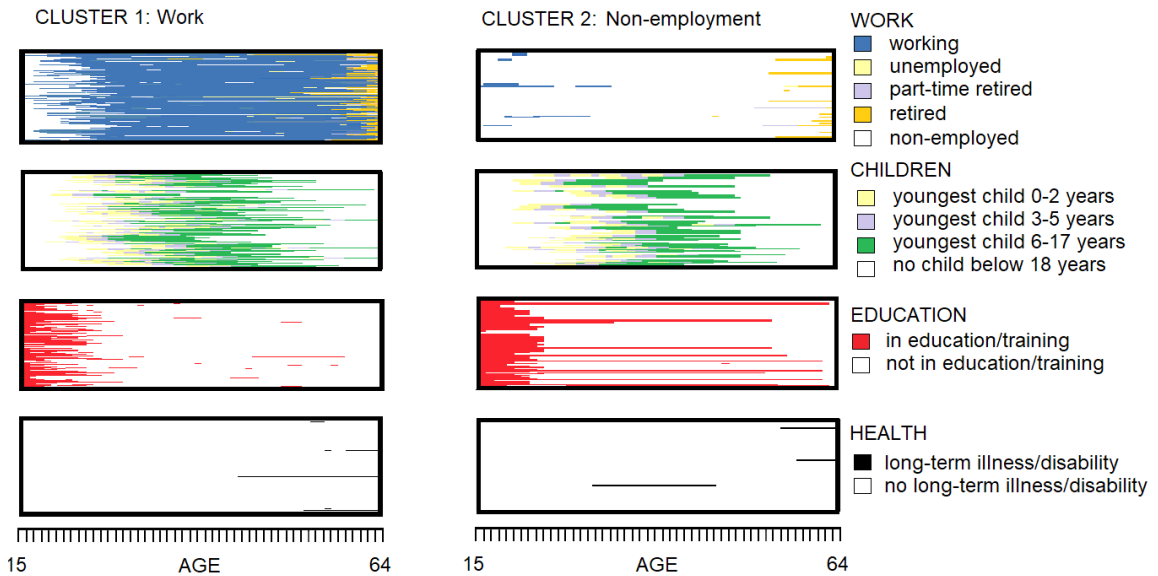 CLUSTER 1: Work
CLUSTER 2: Non-employment
WORK
working
unemployed
part-time retired
retired
non-employed
CHILDREN
youngest child 0-2 years
youngest child 3-5 years
youngest child 6-17 years
no child below 18 years
EDUCATION
in education/training
not in education/training
HEALTH
long-term illness/disability
no long-term illness/disability
15 AGE 64
15 AGE 64